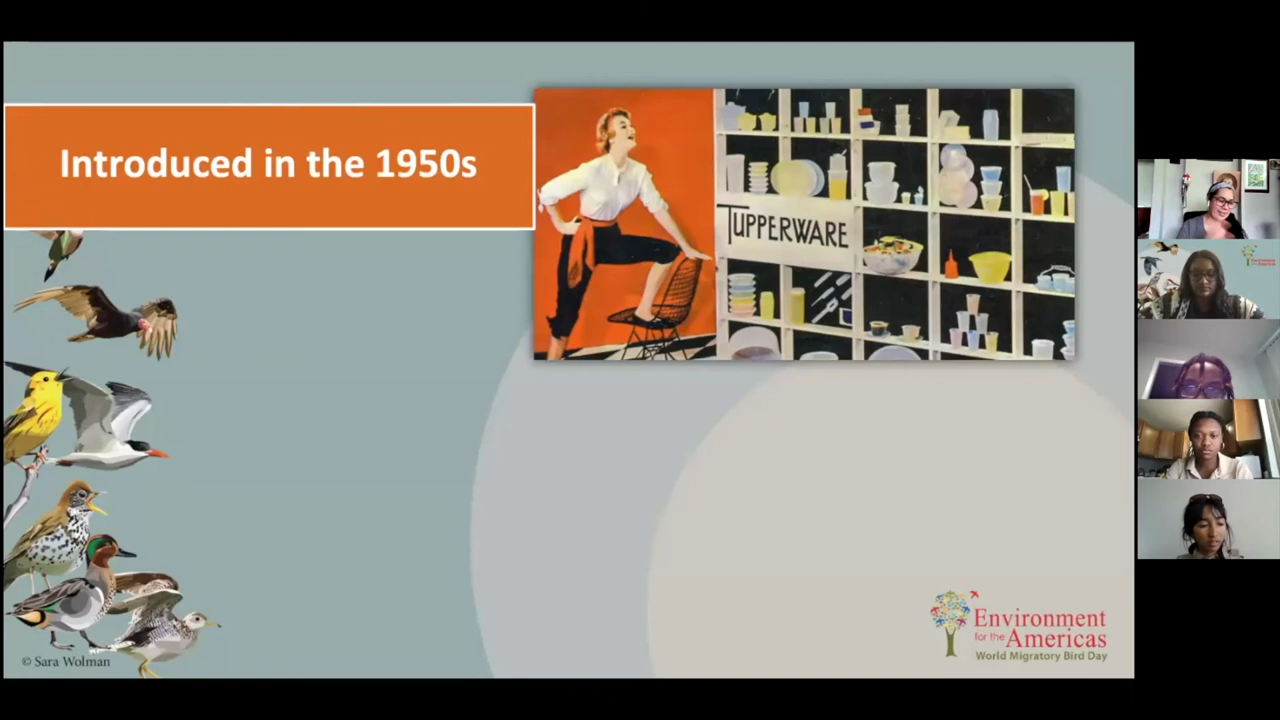 Introduced in the 1950s
TUPPERWARE
© Sara Wolman
Environment
for the Americas
World Migratory Bird Day